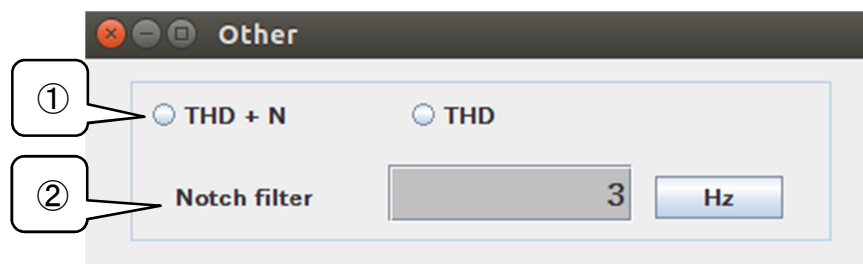 Other
① THD + N THD
② Notch filter 3 Hz